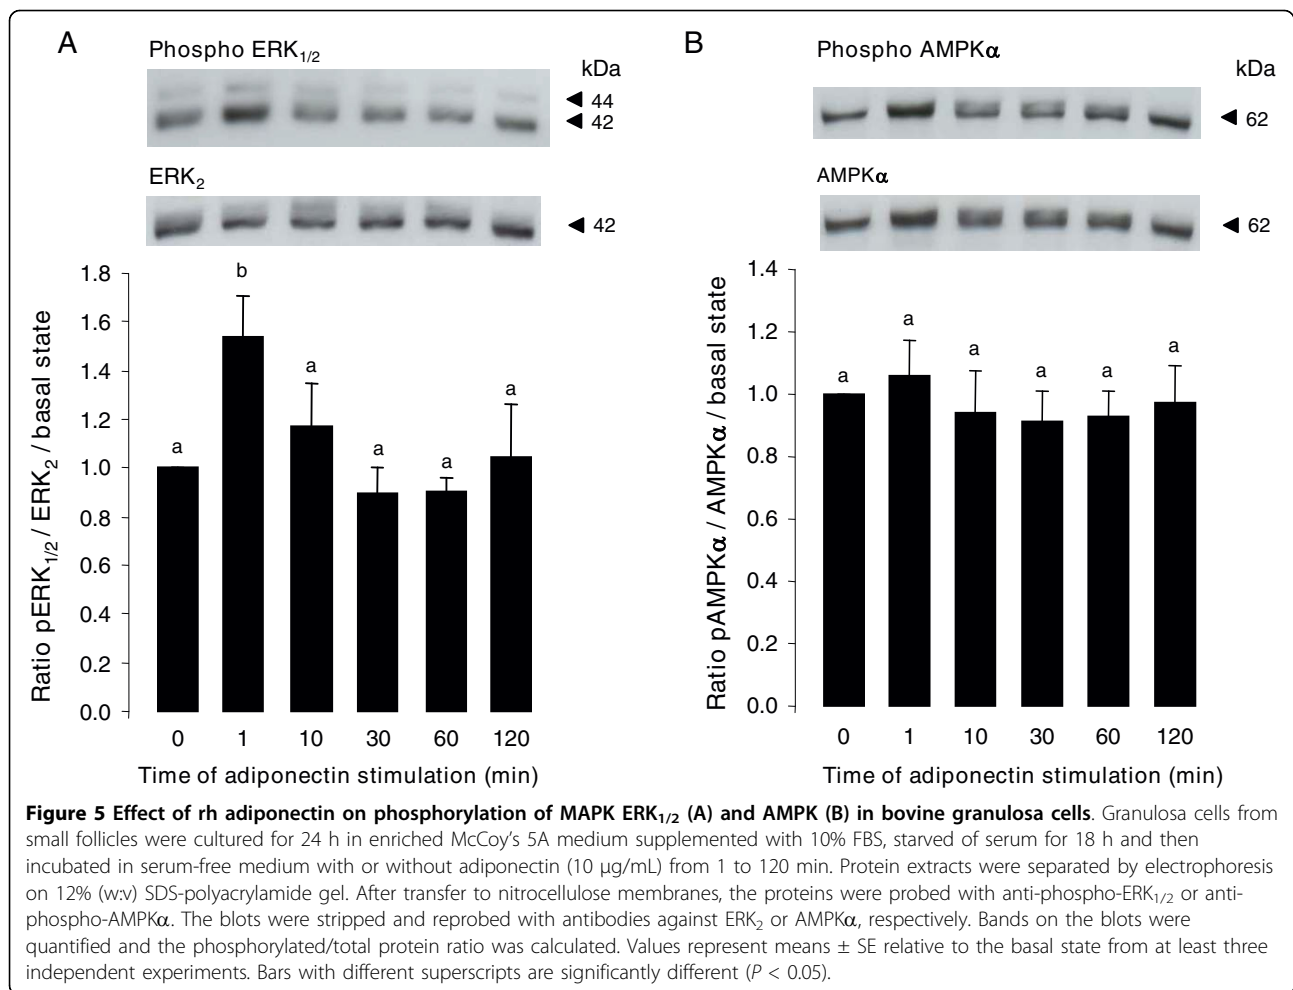 A
Phospho ERK1/2
kDa
◄ 44
◄ 42
ERK2
◄ 42
b
a
a
a
a
a
1.8
1.6
1.4
1.2
1.0
0.8
0.6
0.4
0.2
0.0
Ratio pERK1/2 / ERK2 / basal state
0 1 10 30 60 120
Time of adiponectin stimulation (min)
B
Phospho AMPKα
kDa
◄ 62
AMPKα
◄ 62
a
a
a
a
a
a
1.4
1.2
1.0
0.8
0.6
0.4
0.2
0.0
Ratio pAMPKα / AMPKα / basal state
0 1 10 30 60 120
Time of adiponectin stimulation (min)
Figure 5 Effect of rh adiponectin on phosphorylation of MAPK ERK1/2 (A) and AMPK (B) in bovine granulosa cells. Granulosa cells from
small follicles were cultured for 24 h in enriched McCoy's 5A medium supplemented with 10% FBS, starved of serum for 18 h and then
incubated in serum-free medium with or without adiponectin (10 μg/mL) from 1 to 120 min. Protein extracts were separated by electrophoresis
on 12% (w:v) SDS-polyacrylamide gel. After transfer to nitrocellulose membranes, the proteins were probed with anti-phospho-ERK1/2 or anti-
phospho-AMPKα. The blots were stripped and reprobed with antibodies against ERK2 or AMPKα, respectively. Bands on the blots were
quantified and the phosphorylated/total protein ratio was calculated. Values represent means ± SE relative to the basal state from at least three
independent experiments. Bars with different superscripts are significantly different (P < 0.05).